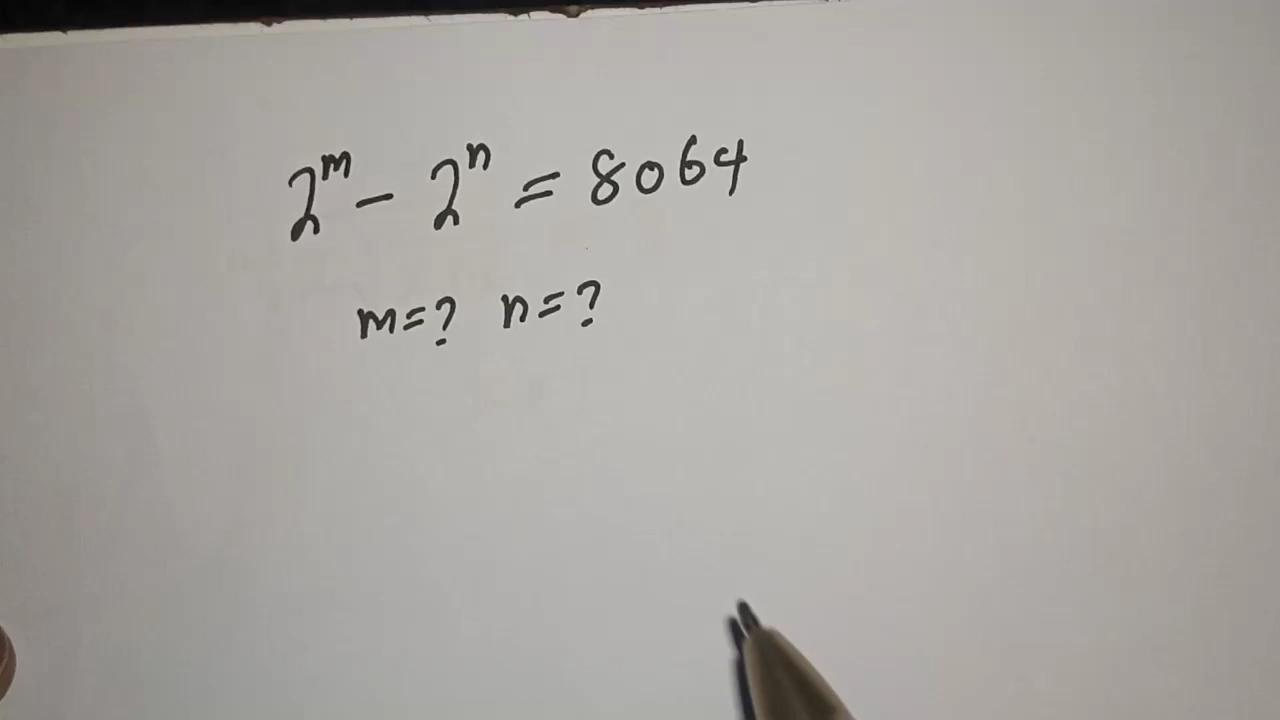 2^m - 2^n = 8064
m=? n=?